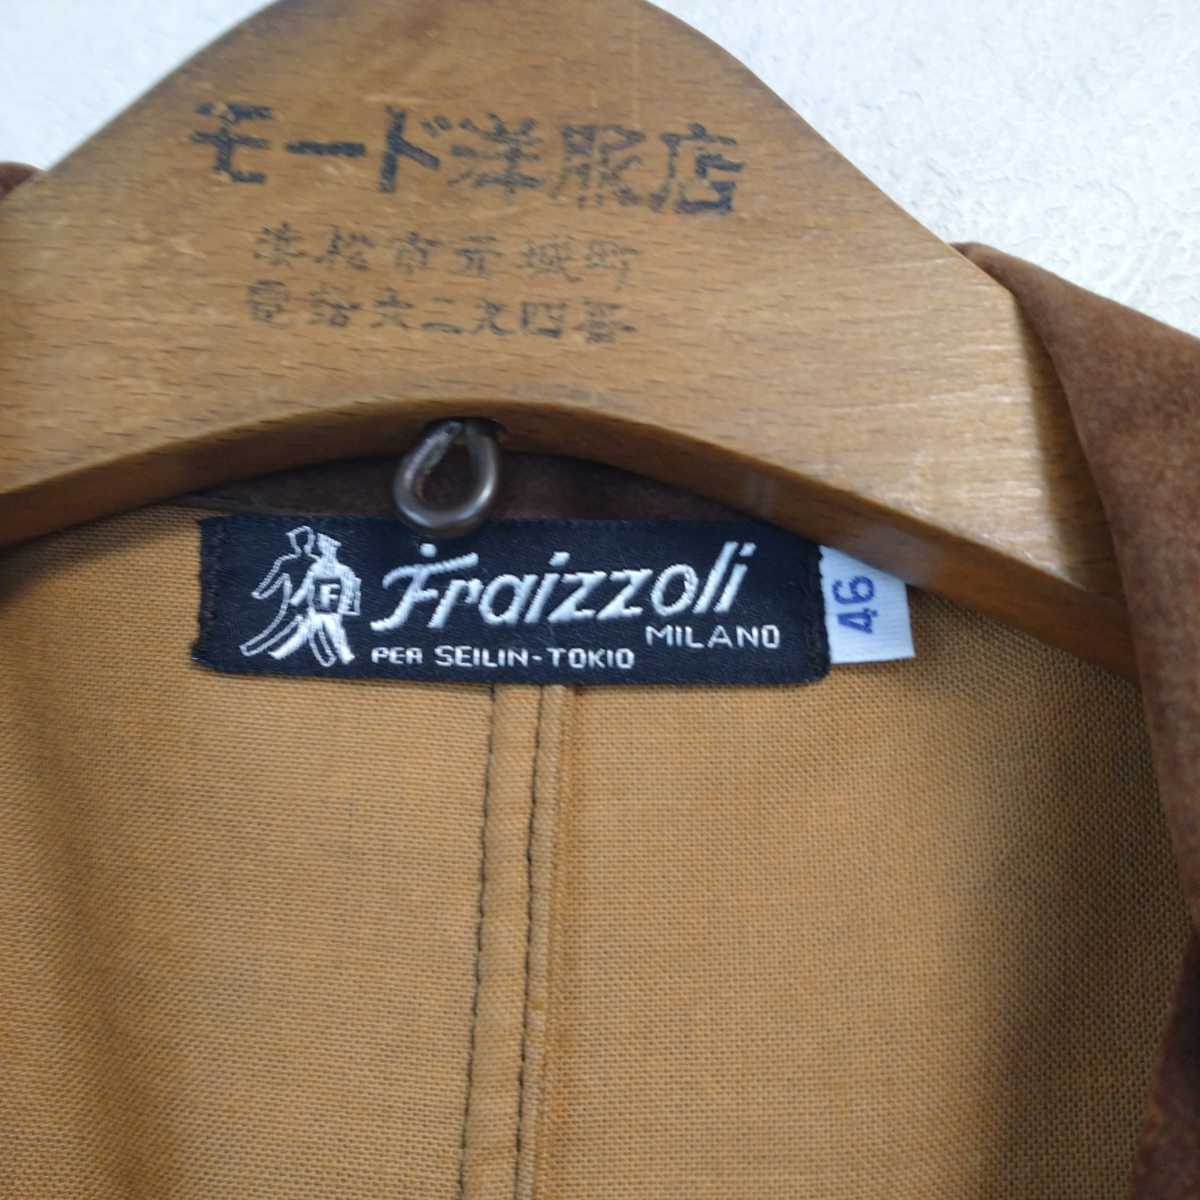 モード洋服店
浜松市元城町
電話六二九四番
Fraizzoli
F
MILANO
PER SEILIN-TOKIO
46